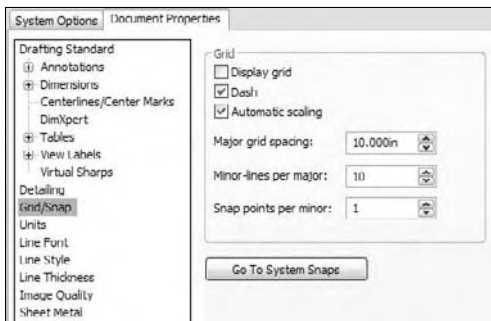 System Options
Document Properties
Drafting Standard
Annotations
Dimensions
Centerlines/Center Marks
DimXpert
Tables
View Labels
Virtual Sharps
Detailing
Grid/Snap
Units
Line Font
Line Style
Line Thickness
Image Quality
Sheet Metal
Grid
Display grid
Dash
Automatic scaling
Major grid spacing: 10.000in
Minor-lines per major: 10
Snap points per minor: 1
Go To System Snaps